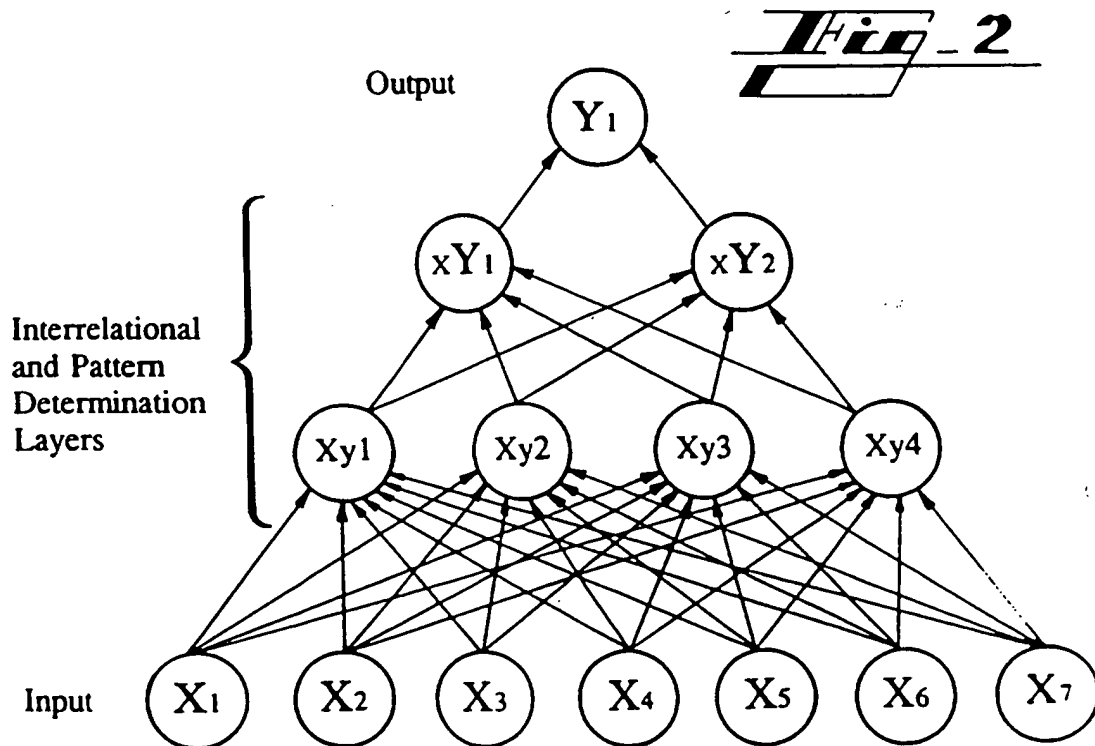 Fig_2
Output
Y1
xY1
xY2
Interrelational
and Pattern
Determination
Layers
Xy1
Xy2
Xy3
Xy4
Input
X1
X2
X3
X4
X5
X6
X7